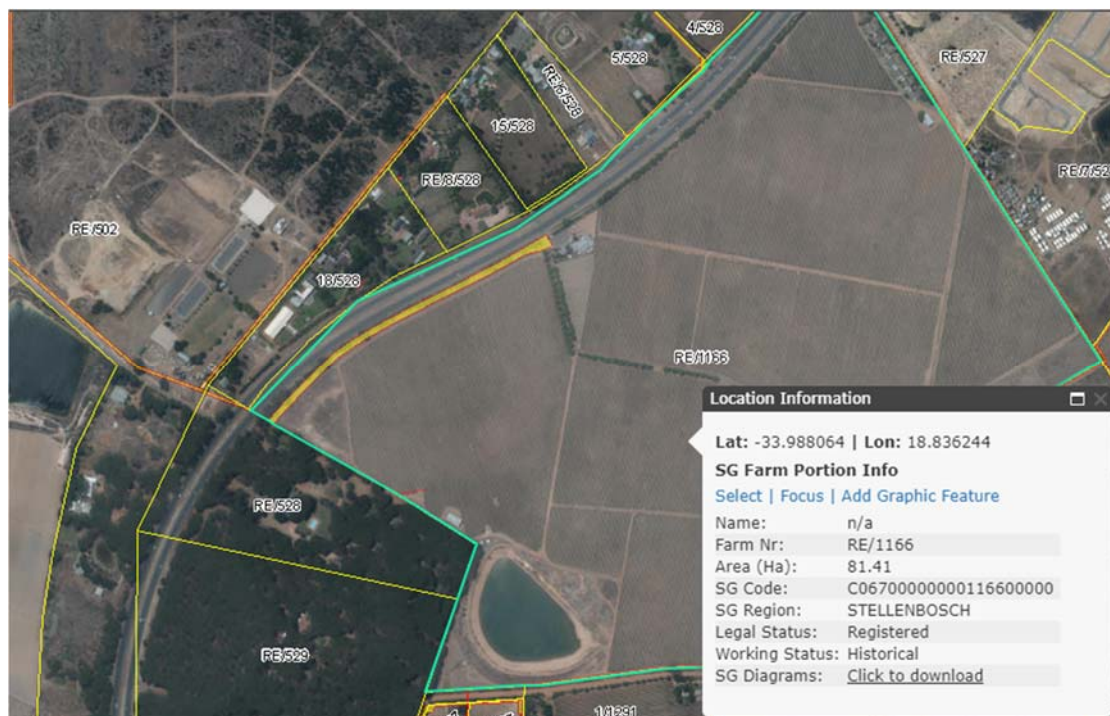 4/528
5/528
RE/527
RE/6/528
15/528
RE/8/528
RE/502
18/528
RE/1166
RE/528
RE/529
1/1291
Location Information
Lat: -33.988064 | Lon: 18.836244
SG Farm Portion Info
Select | Focus | Add Graphic Feature
Name: n/a
Farm Nr: RE/1166
Area (Ha): 81.41
SG Code: C06700000000116600000
SG Region: STELLENBOSCH
Legal Status: Registered
Working Status: Historical
SG Diagrams: Click to download